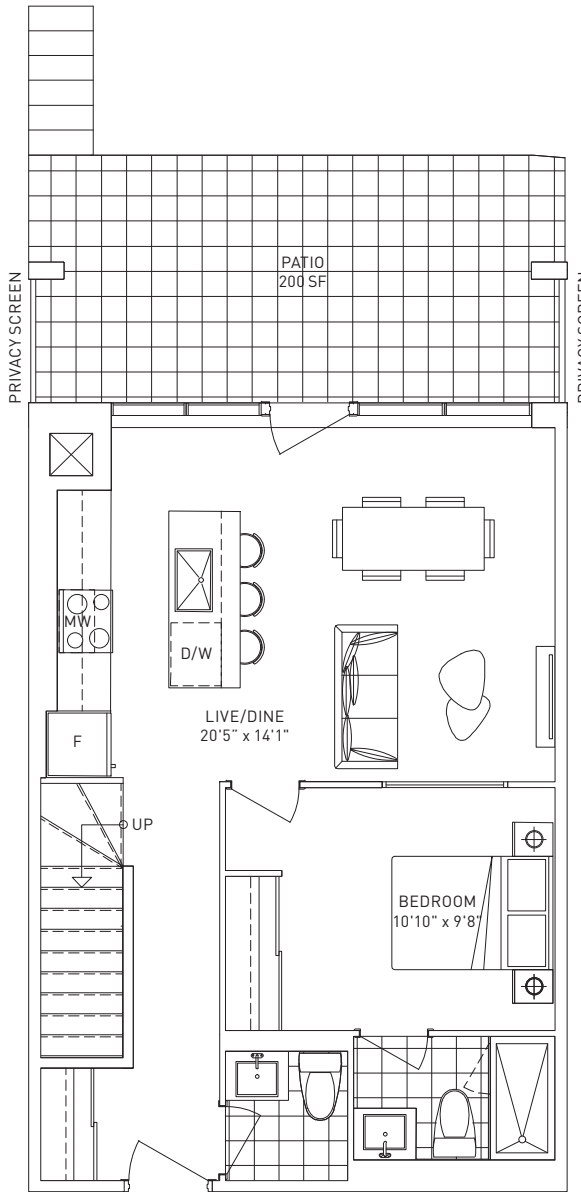 PATIO
200 SF
PRIVACY SCREEN
PRIVACY SCREEN
MW
D/W
F
LIVE/DINE
20'5" x 14'1"
UP
BEDROOM
10'10" x 9'8"